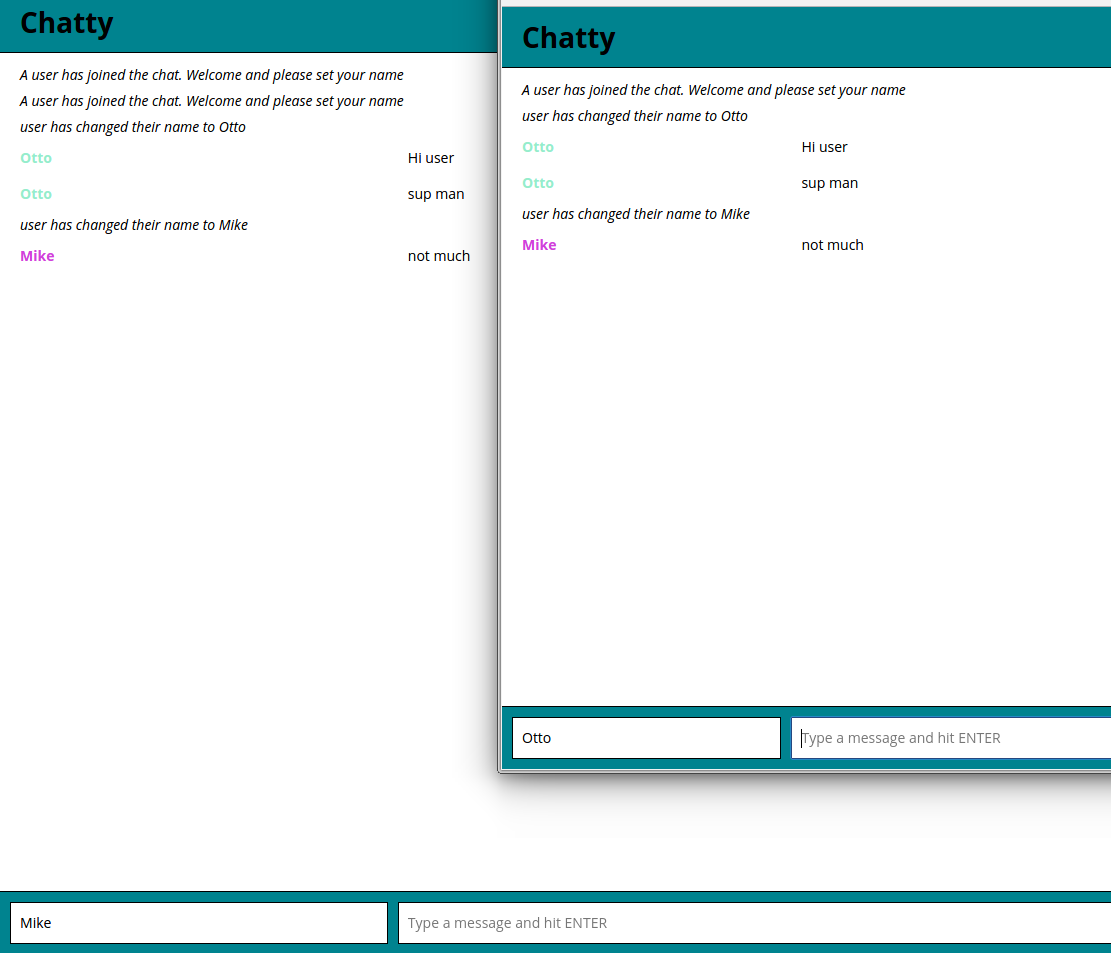 Chatty
A user has joined the chat. Welcome and please set your name
A user has joined the chat. Welcome and please set your name
user has changed their name to Otto
Otto Hi user
Otto sup man
user has changed their name to Mike
Mike not much
Mike Type a message and hit ENTER
Chatty
A user has joined the chat. Welcome and please set your name
user has changed their name to Otto
Otto Hi user
Otto sup man
user has changed their name to Mike
Mike not much
Otto Type a message and hit ENTER